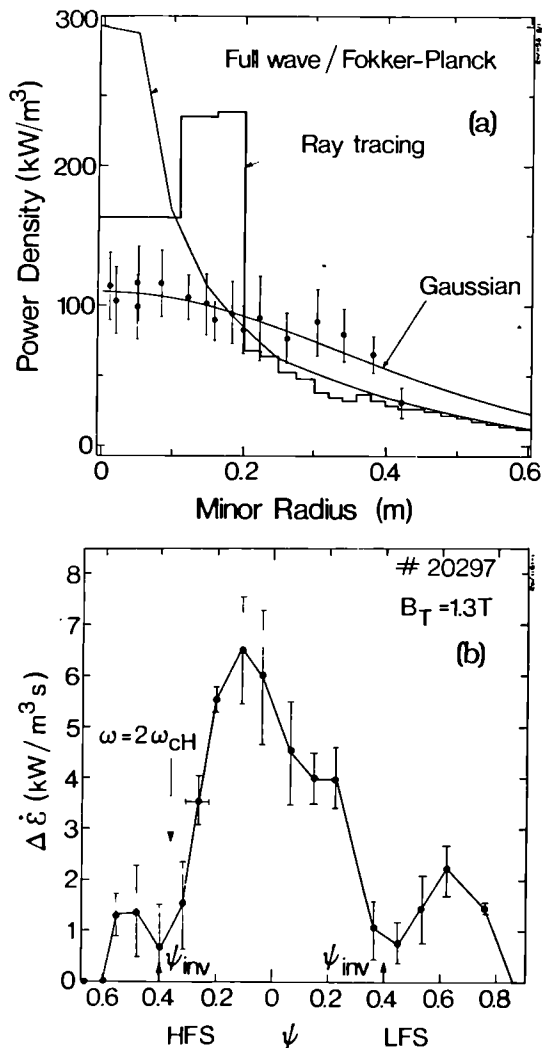 300
Full wave / Fokker-Planck
(a)
Ray tracing
200
Power Density (kW/m³)
Gaussian
100
0
0 0.2 0.4 0.6
Minor Radius (m)
8
# 20297
B_T = 1.3T
7
(b)
6
ω = 2ω_cH
5
Δε̇ (kW/m³s)
4
3
2
1
ψ_inv ψ_inv
0
0.6 0.4 0.2 0 0.2 0.4 0.6 0.8
HFS ψ LFS